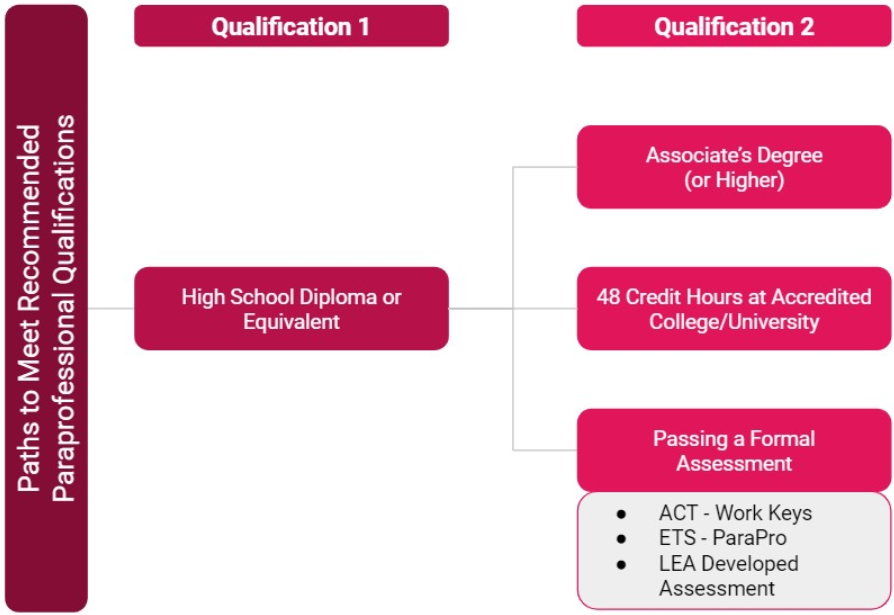 Paths to Meet Recommended
Paraprofessional Qualifications
Qualification 1
Qualification 2
High School Diploma or
Equivalent
Associate's Degree
(or Higher)
48 Credit Hours at Accredited
College/University
Passing a Formal
Assessment
● ACT - Work Keys
● ETS - ParaPro
● LEA Developed
Assessment